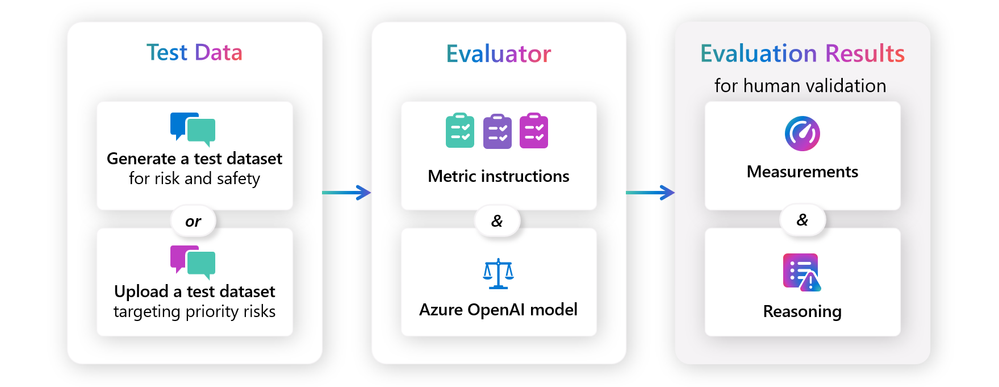 Test Data
Generate a test dataset
for risk and safety
or
Upload a test dataset
targeting priority risks
Evaluator
Metric instructions
&
Azure OpenAI model
Evaluation Results
for human validation
Measurements
&
Reasoning